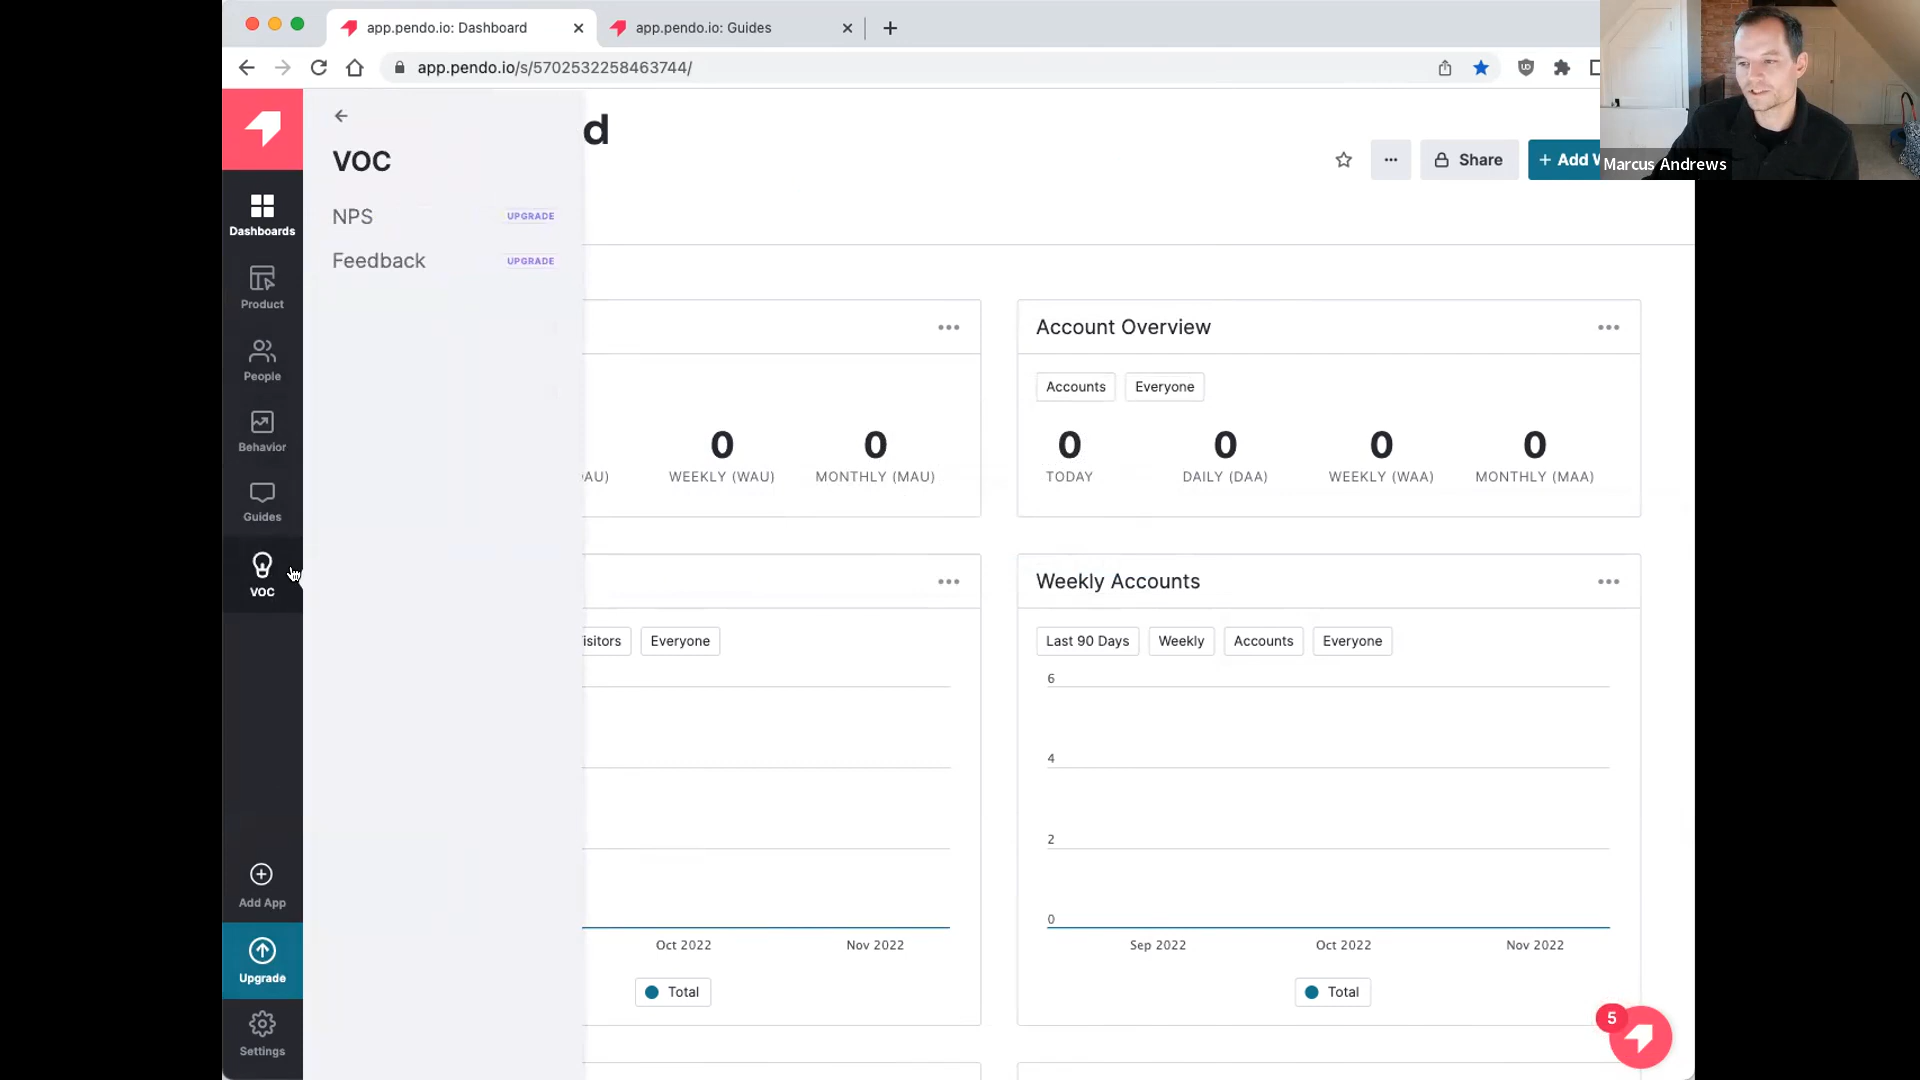 app.pendo.io: Dashboard
app.pendo.io: Guides
app.pendo.io/s/5702532258463744/
Marcus Andrews
d
Share
+ Add W
VOC
NPS UPGRADE
Feedback UPGRADE
Dashboards
Product
People
Behavior
Guides
VOC
Add App
Upgrade
Settings
0 0
AU) WEEKLY (WAU) MONTHLY (MAU)
Account Overview
Accounts Everyone
0 0 0 0
TODAY DAILY (DAA) WEEKLY (WAA) MONTHLY (MAA)
isitors Everyone
Oct 2022 Nov 2022
Total
Weekly Accounts
Last 90 Days Weekly Accounts Everyone
6
4
2
0
Sep 2022 Oct 2022 Nov 2022
Total
5